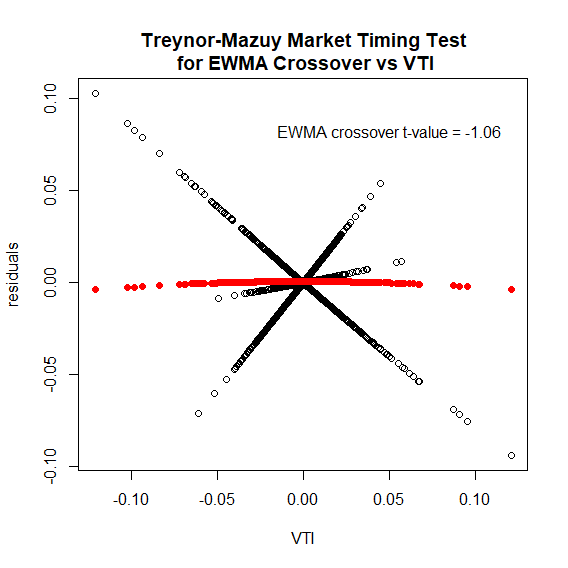 Treynor-Mazuy Market Timing Test
for EWMA Crossover vs VTI
EWMA crossover t-value = -1.06
residuals
0.10
0.05
0.00
-0.05
-0.10
-0.10
-0.05
0.00
0.05
0.10
VTI